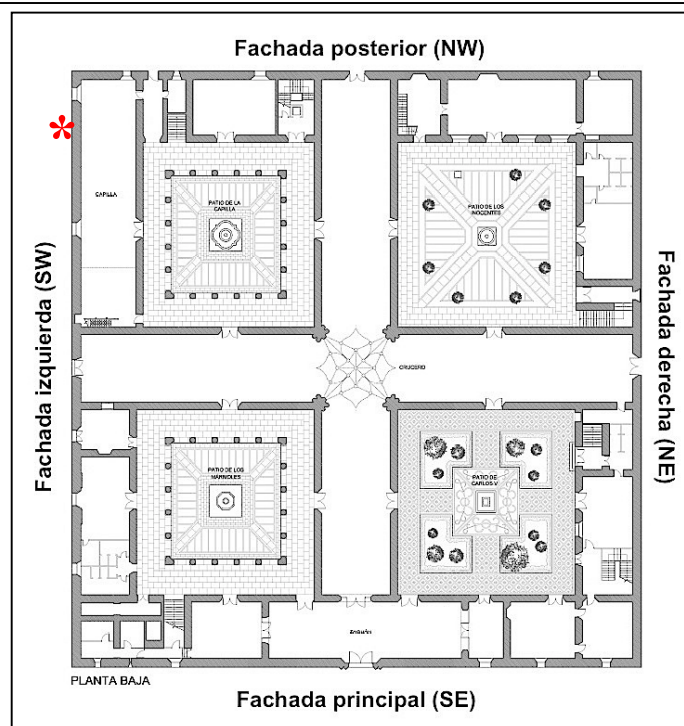 Fachada posterior (NW)
*
CAPILLA
PATIO DE LA
CAPILLA
PATIO DE LOS
INOCENTES
Fachada izquierda (SW)
CRUCERO
Fachada derecha (NE)
PATIO DE LOS
MARMOLES
PATIO DE
CARLOS V
ZAGUÁN
PLANTA BAJA
Fachada principal (SE)